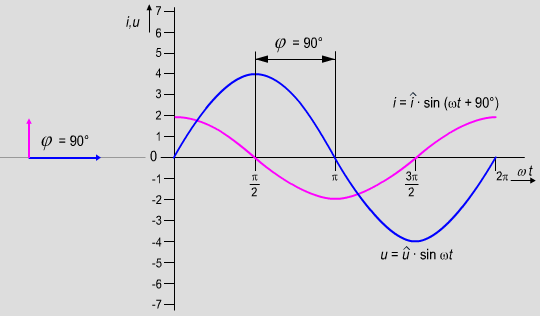 i,u
7
6
5
4
3
2
1
0
-1
-2
-3
-4
-5
-6
-7
φ = 90°
φ = 90°
i = î · sin (ωt + 90°)
π
2
π
3π
2
2π
ωt
u = û · sin ωt